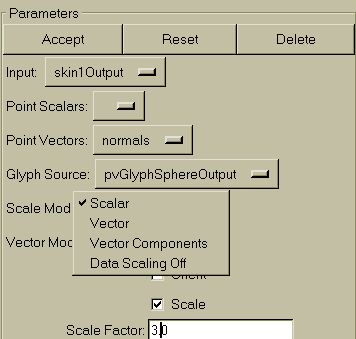 Parameters
Accept Reset Delete
Input: skin1Output
Point Scalars:
Point Vectors: normals
Glyph Source: pvGlyphSphereOutput
Scale Mod Scalar
Vector
Vector Mod Vector Components
Data Scaling Off
Orient
Scale
Scale Factor: 3.0